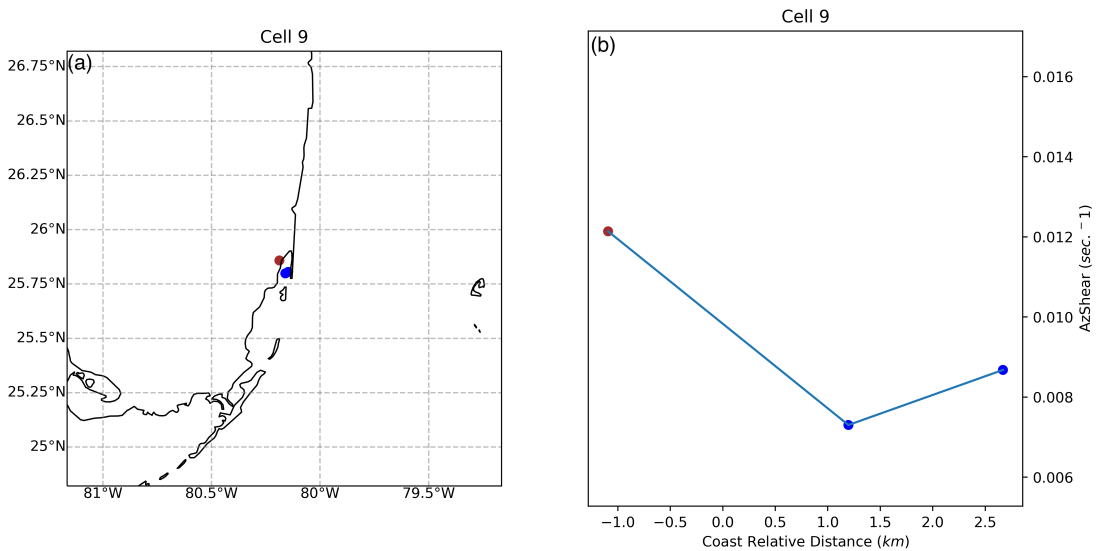 Cell 9
(a)
26.75°N
26.5°N
26.25°N
26°N
25.75°N
25.5°N
25.25°N
25°N
81°W 80.5°W 80°W 79.5°W
Cell 9
(b)
0.016
0.014
0.012
0.010
0.008
0.006
AzShear (sec.⁻1)
−1.0 −0.5 0.0 0.5 1.0 1.5 2.0 2.5
Coast Relative Distance (km)